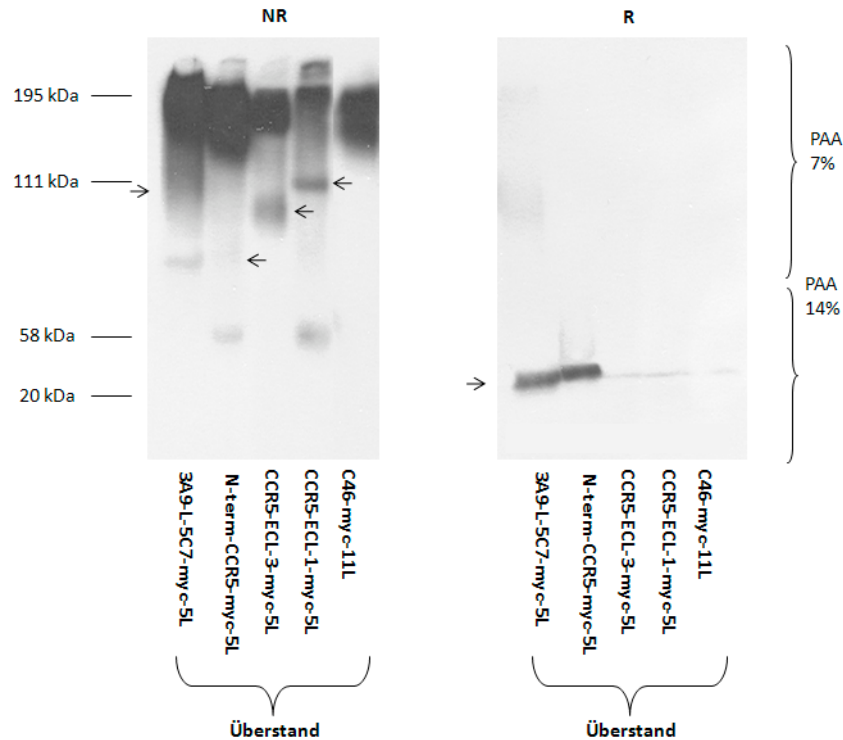 NR
R
195 kDa
111 kDa
58 kDa
20 kDa
PAA
7%
PAA
14%
3A9-L-5C7-myc-5L
N-term-CCR5-myc-5L
CCR5-ECL-3-myc-5L
CCR5-ECL-1-myc-5L
C46-myc-11L
3A9-L-5C7-myc-5L
N-term-CCR5-myc-5L
CCR5-ECL-3-myc-5L
CCR5-ECL-1-myc-5L
C46-myc-11L
Überstand
Überstand